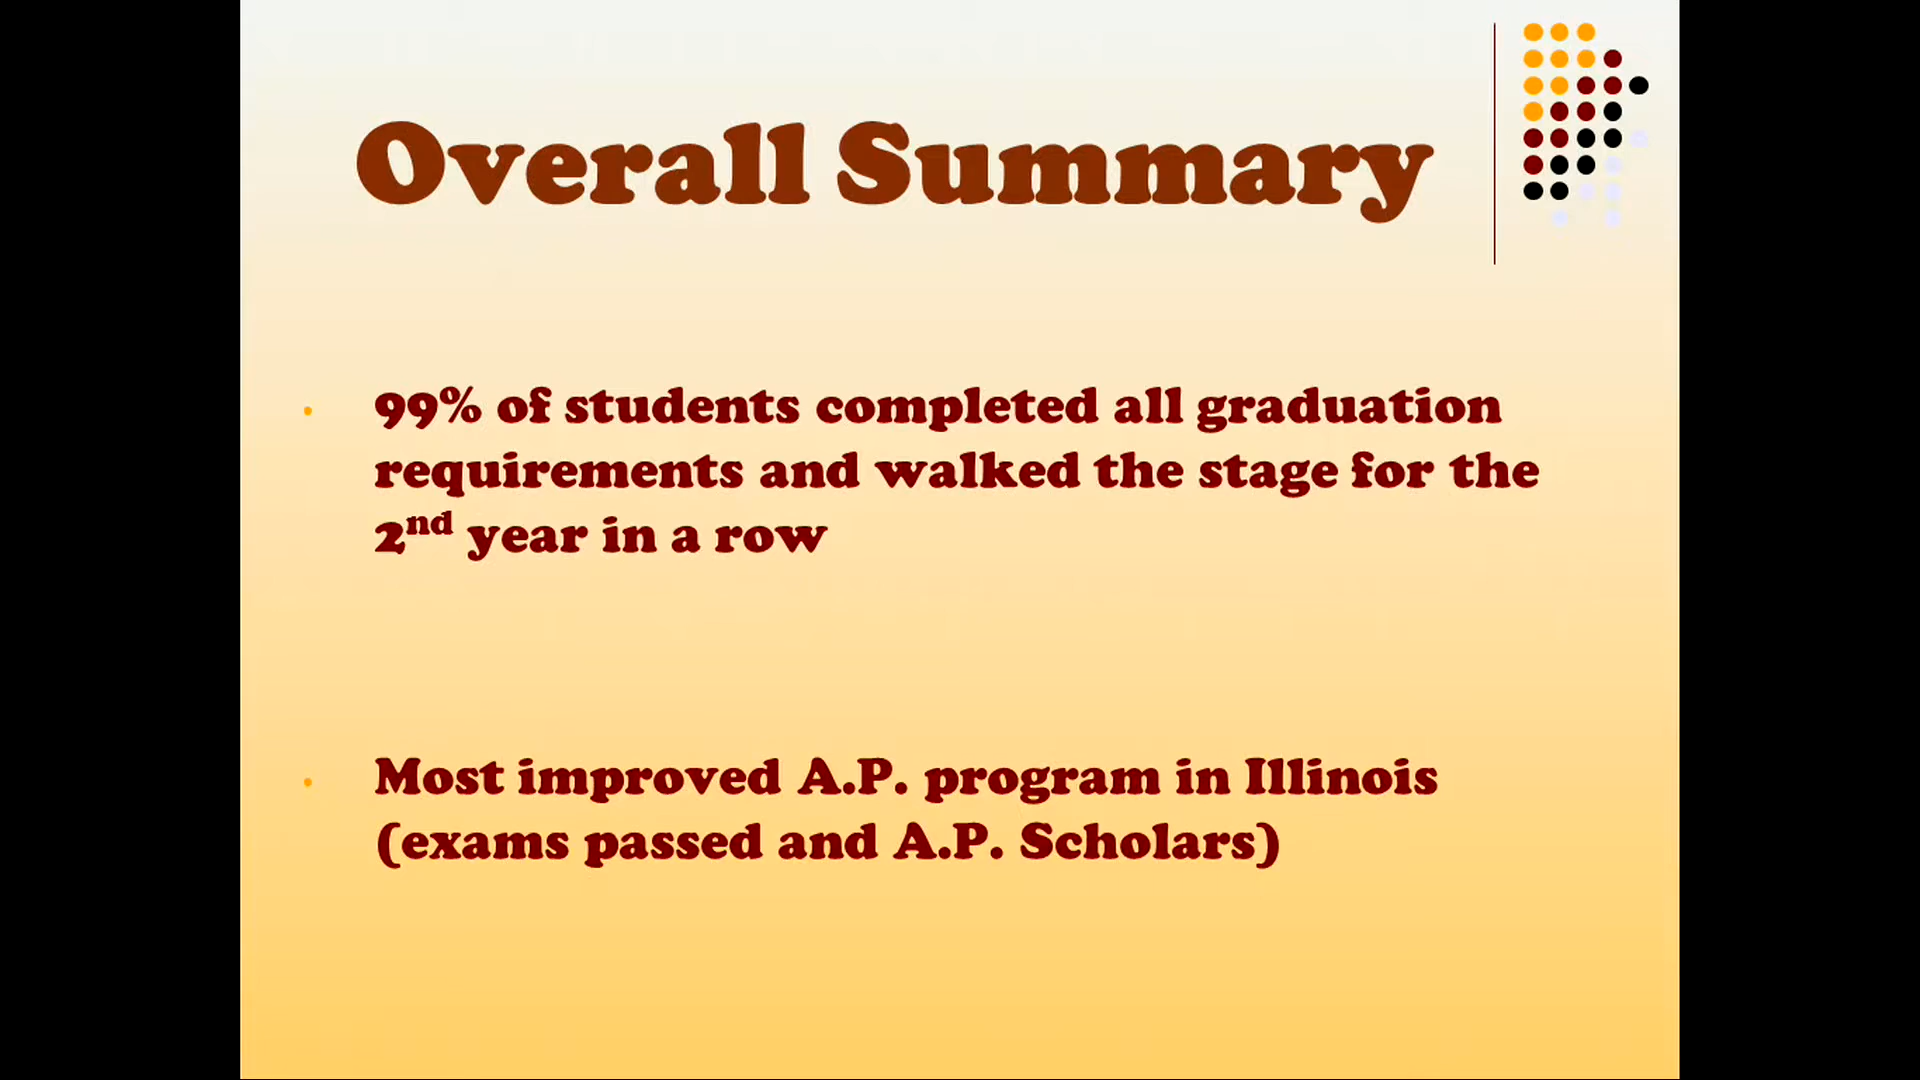 Overall Summary
99% of students completed all graduation
requirements and walked the stage for the
2nd year in a row
Most improved A.P. program in Illinois
(exams passed and A.P. Scholars)